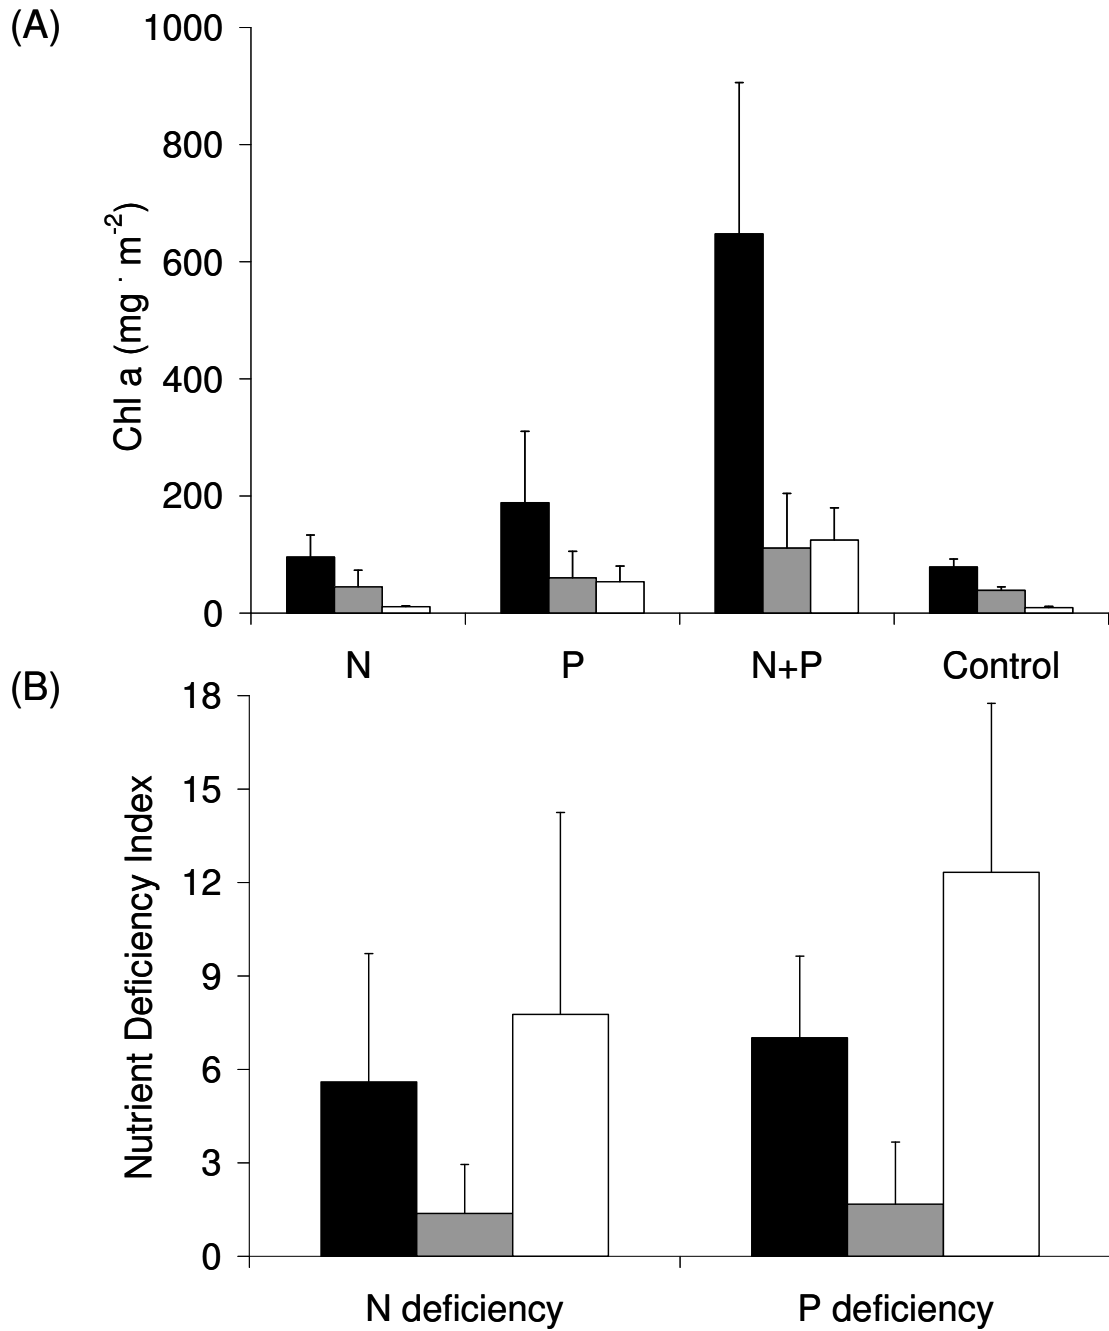 (A)
1000
800
600
400
200
0
Chl a (mg · m-2)
N P N+P Control
(B)
18
15
12
9
6
3
0
Nutrient Deficiency Index
N deficiency P deficiency